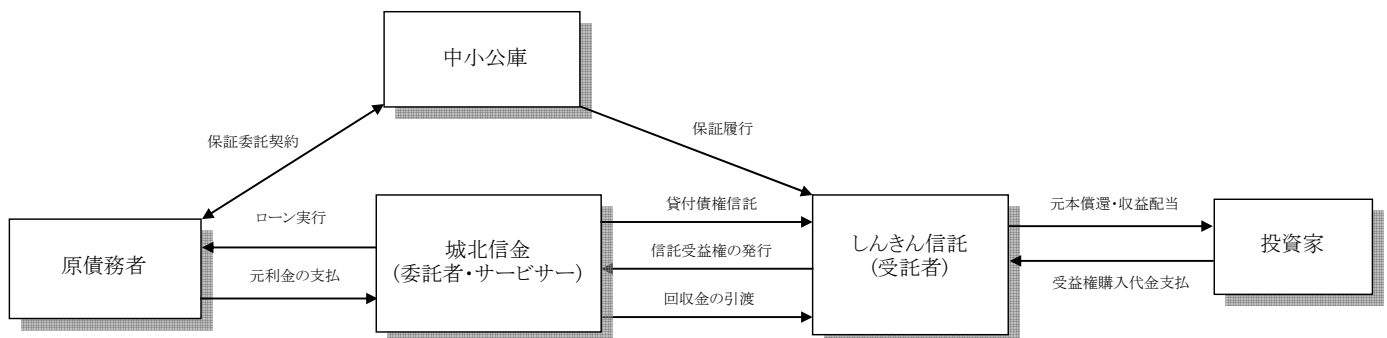 中小公庫
保証委託契約
保証履行
原債務者
ローン実行
元利金の支払
城北信金
(委託者・サービサー)
貸付債権信託
信託受益権の発行
回収金の引渡
しんきん信託
(受託者)
元本償還・収益配当
受益権購入代金支払
投資家